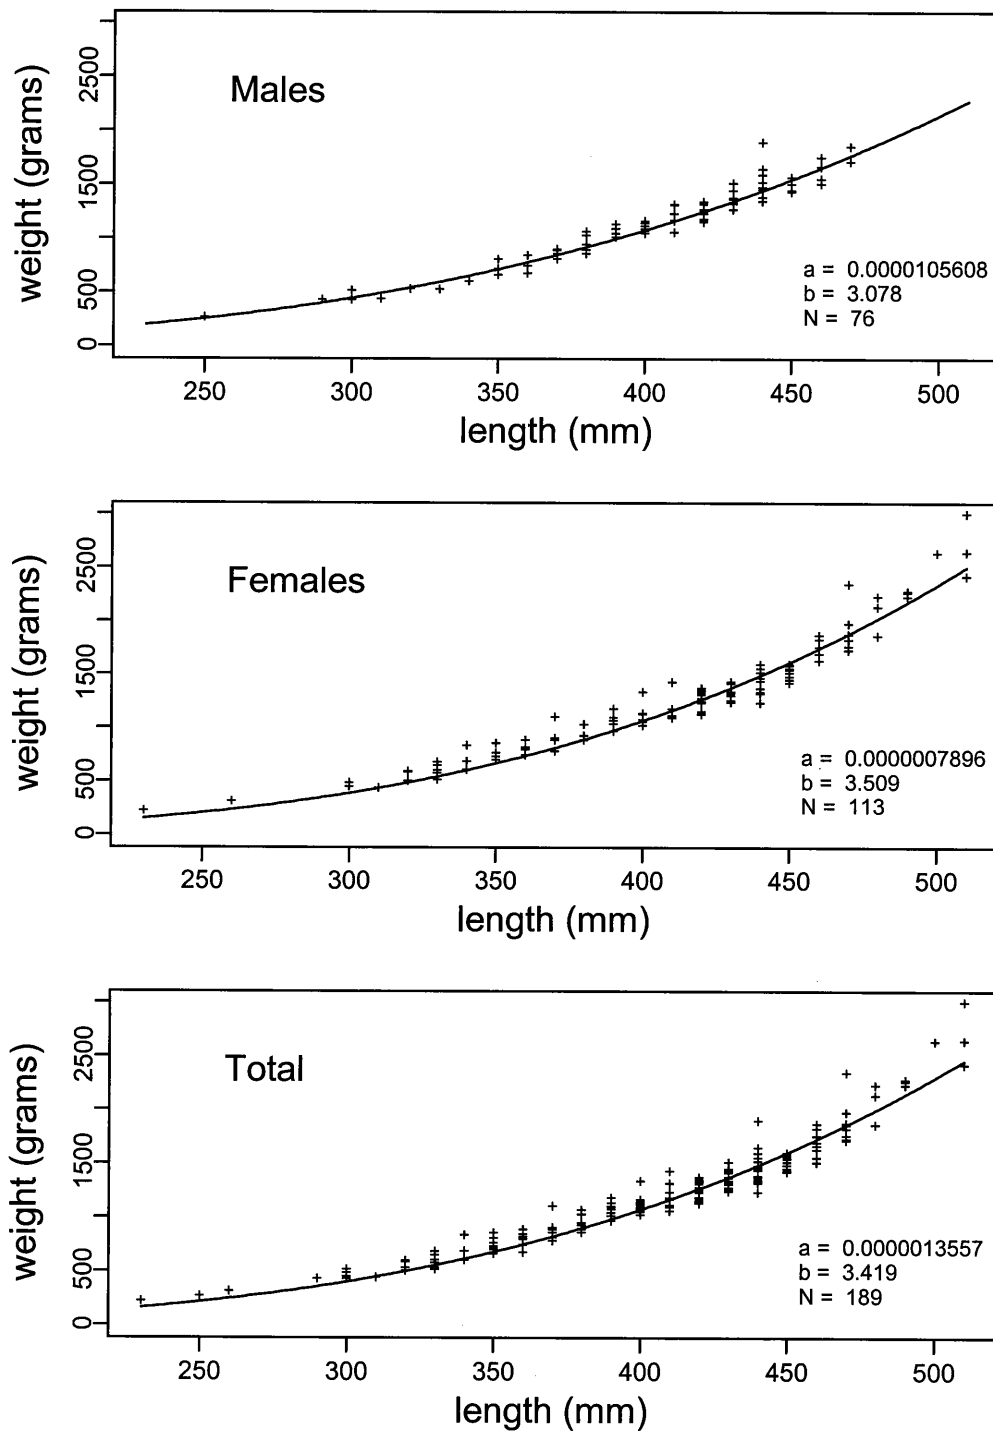 Males
weight (grams)
2500
1500
500
0
a = 0.0000105608
b = 3.078
N = 76
250 300 350 400 450 500
length (mm)
Females
weight (grams)
2500
1500
500
0
a = 0.0000007896
b = 3.509
N = 113
250 300 350 400 450 500
length (mm)
Total
weight (grams)
2500
1500
500
0
a = 0.0000013557
b = 3.419
N = 189
250 300 350 400 450 500
length (mm)